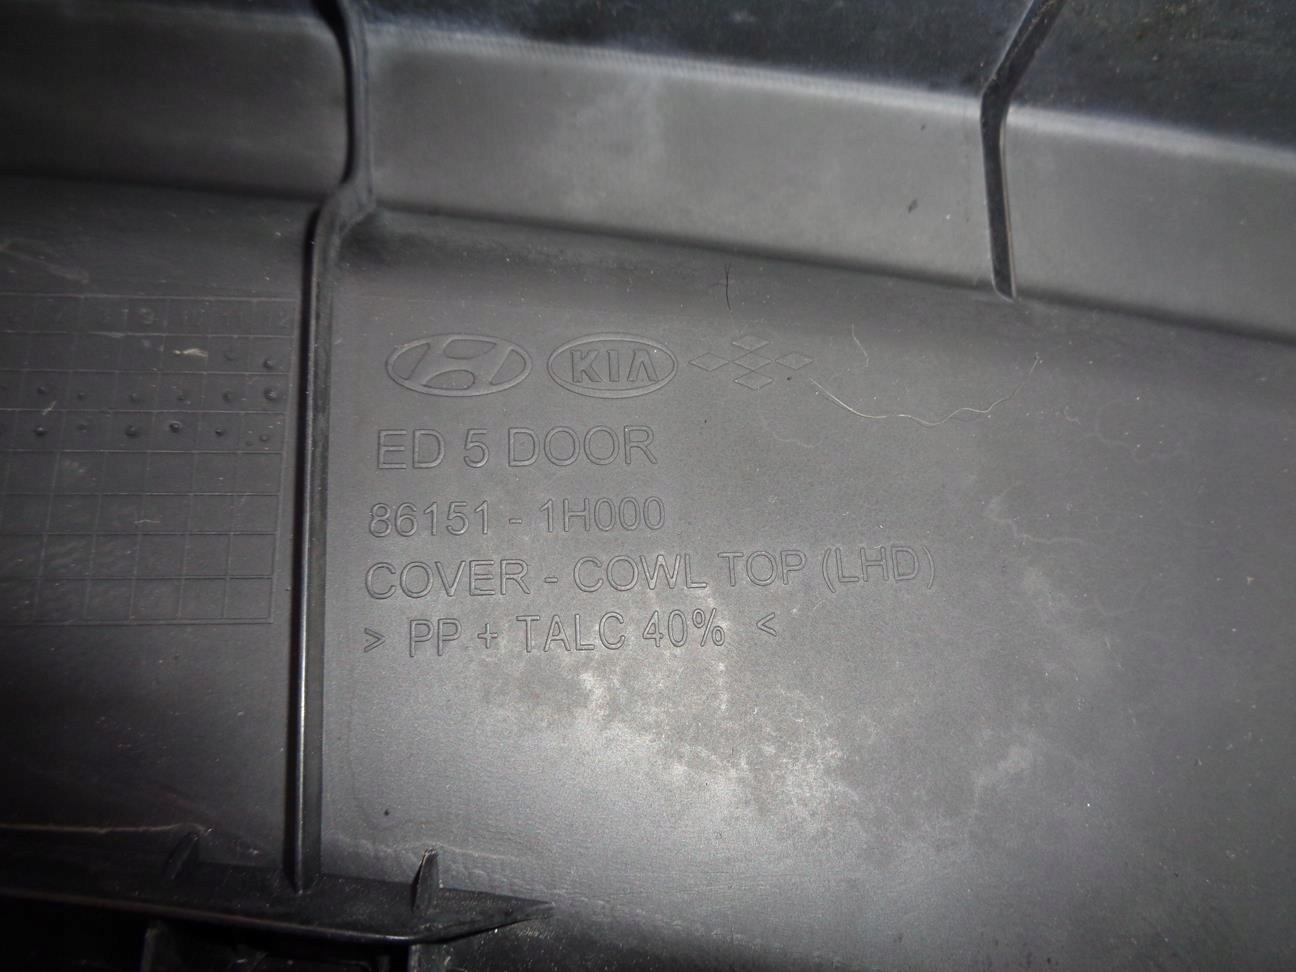 KIA
ED 5 DOOR
86151 - 1H000
COVER - COWL TOP (LHD)
> PP + TALC 40% <